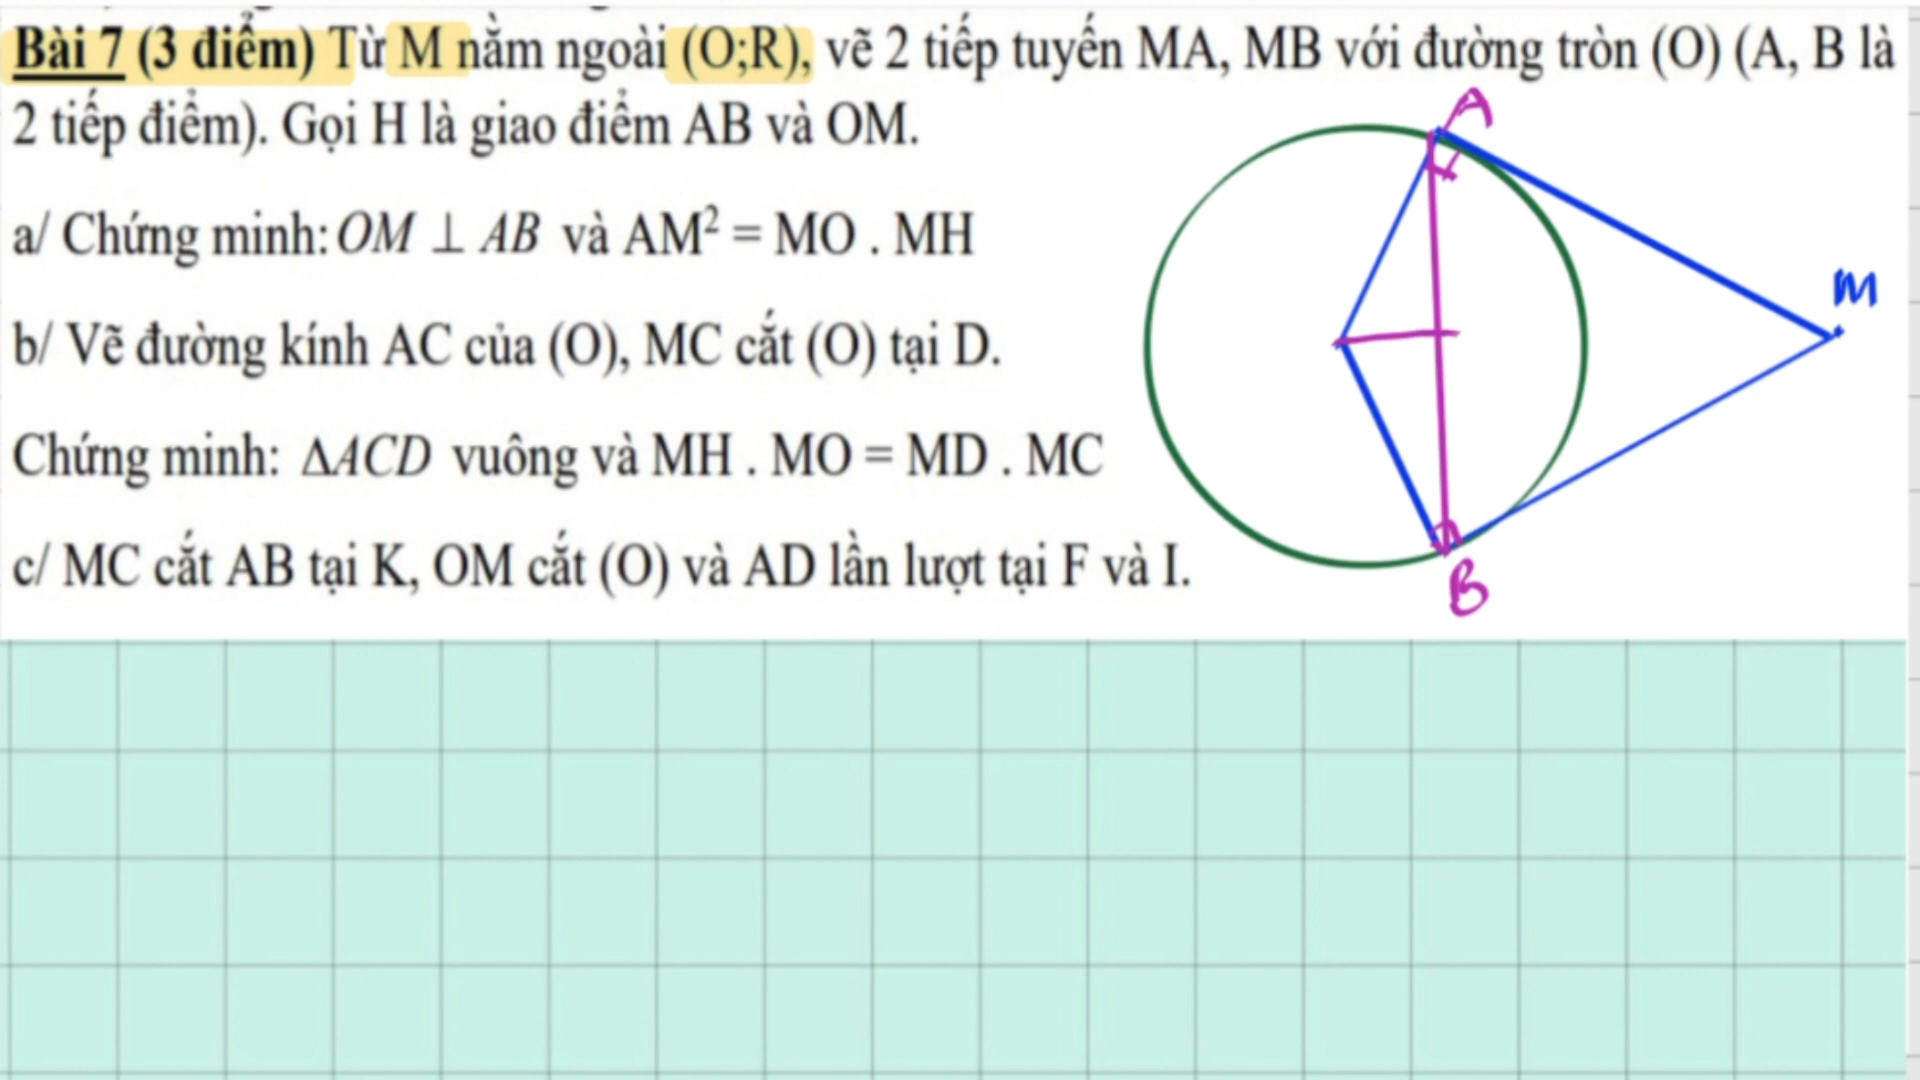 Bài 7 (3 điểm) Từ M nằm ngoài (O;R), vẽ 2 tiếp tuyến MA, MB với đường tròn (O) (A, B là
2 tiếp điểm). Gọi H là giao điểm AB và OM.
a/ Chứng minh: OM ⊥ AB và AM² = MO . MH
b/ Vẽ đường kính AC của (O), MC cắt (O) tại D.
Chứng minh: ΔACD vuông và MH . MO = MD . MC
c/ MC cắt AB tại K, OM cắt (O) và AD lần lượt tại F và I.
A
M
B